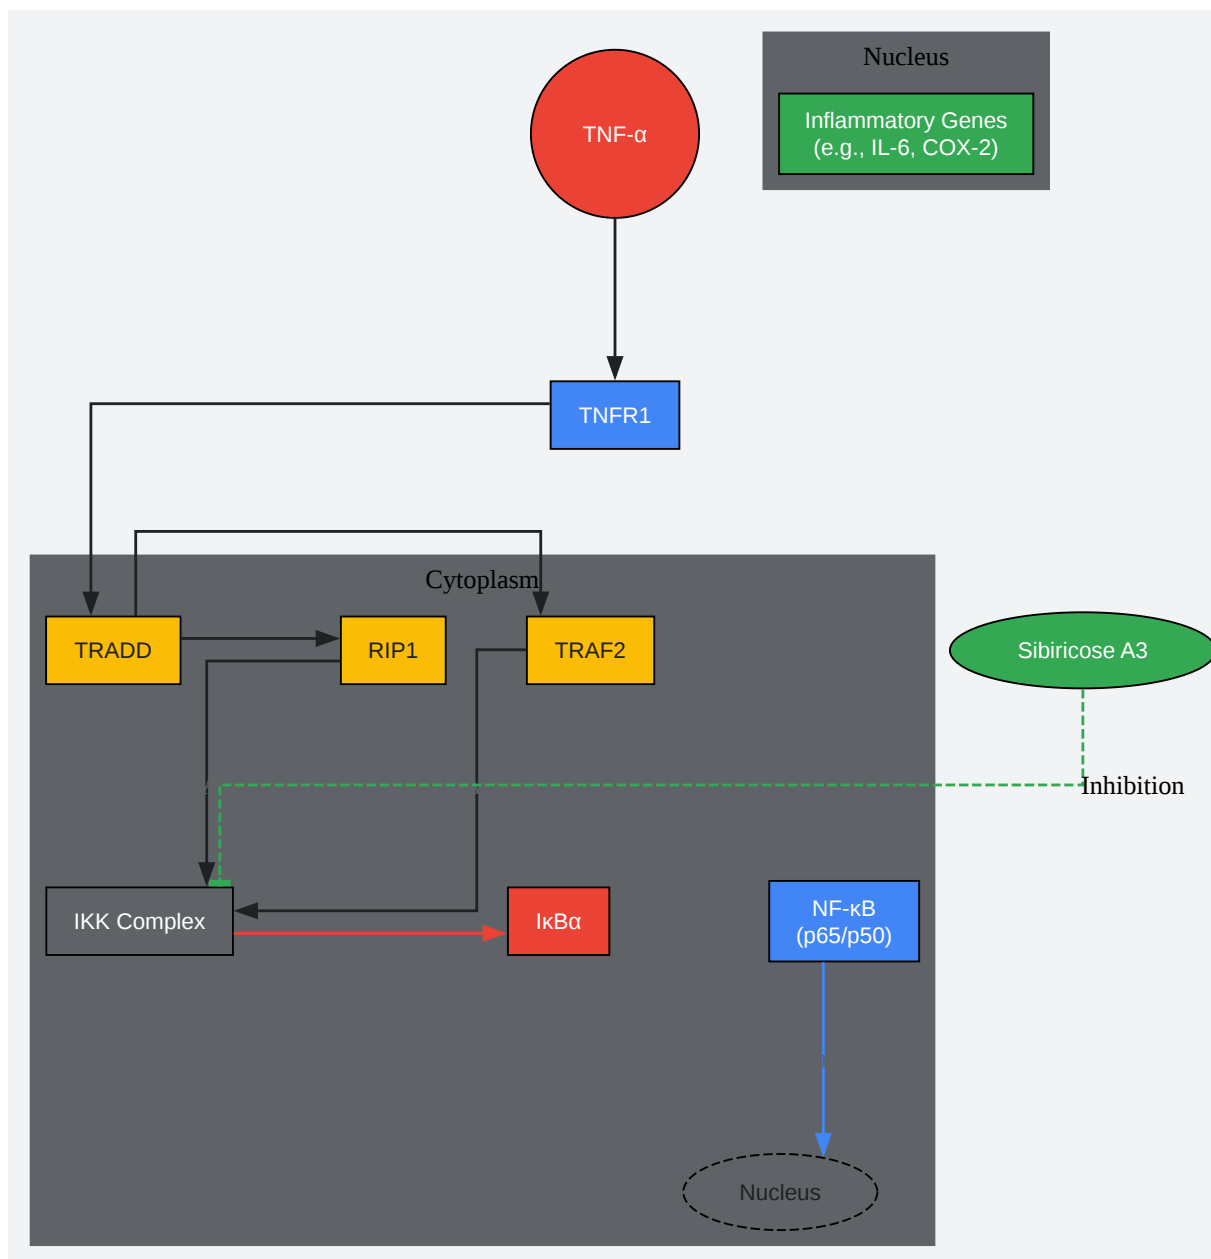 Nucleus
TNF-α
Inflammatory Genes
(e.g., IL-6, COX-2)
TNFR1
Cytoplasm
TRADD
RIP1
TRAF2
Sibiricose A3
Inhibition
IKK Complex
IκBα
NF-κB
(p65/p50)
Nucleus